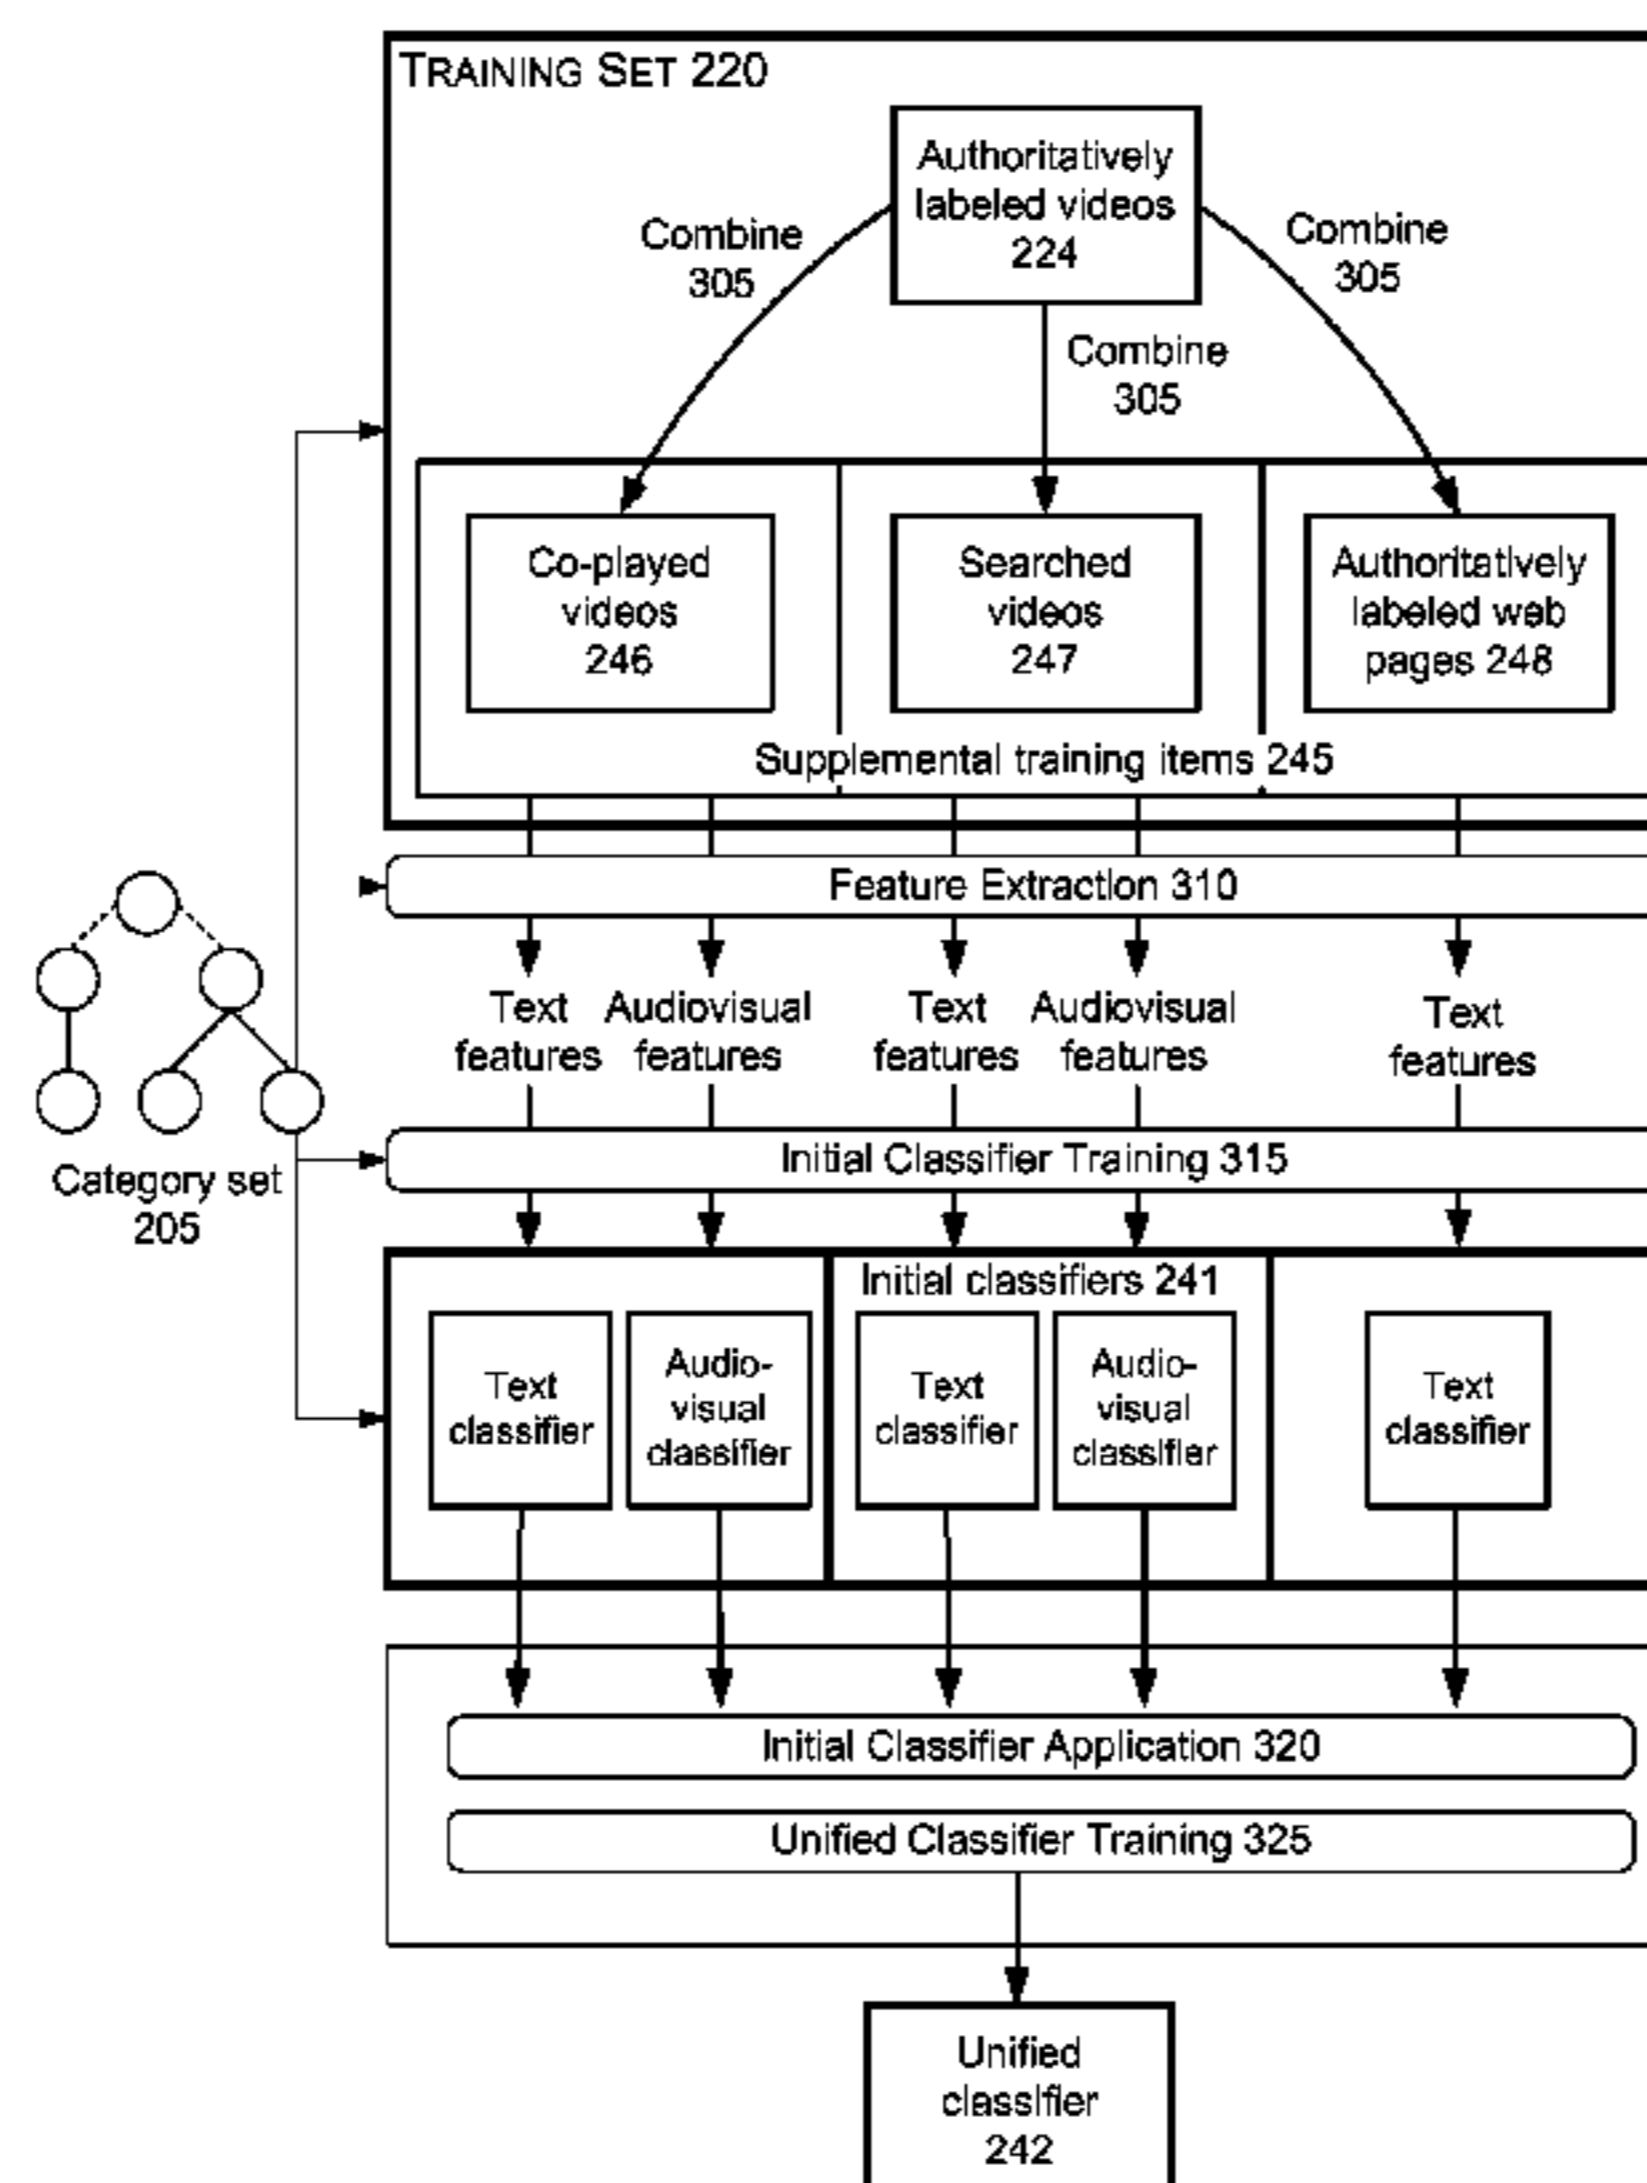 TRAINING SET 220
Authoritatively
labeled videos
224
Combine
305
Combine
305
Combine
305
Co-played
videos
246
Searched
videos
247
Authoritatively
labeled web
pages 248
Supplemental training items 245
Feature Extraction 310
Text
features
Audiovisual
features
Text
features
Audiovisual
features
Text
features
Category set
205
Initial Classifier Training 315
Initial classifiers 241
Text
classifier
Audio-
visual
classifier
Text
classifier
Audio-
visual
classifier
Text
classifier
Initial Classifier Application 320
Unified Classifier Training 325
Unified
classifier
242